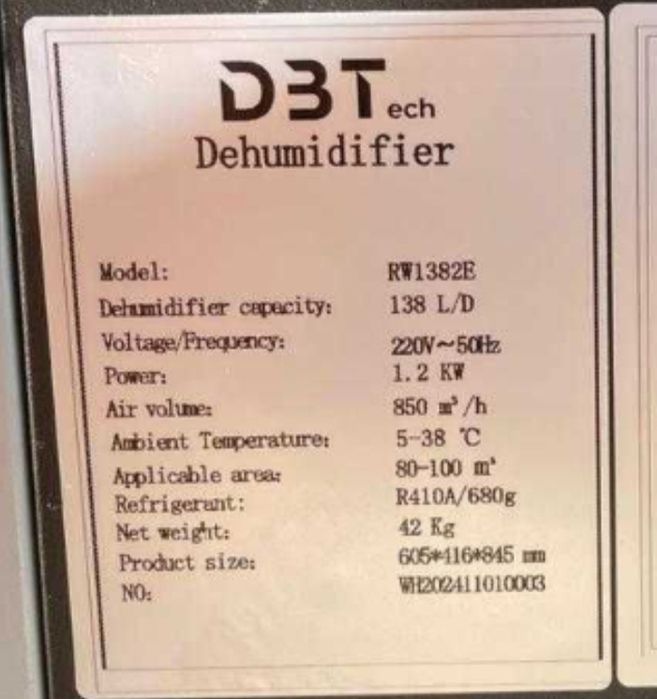 DBTech
Dehumidifier
Model: RW1382E
Dehumidifier capacity: 138 L/D
Voltage/Frequency: 220V~50Hz
Power: 1.2 KW
Air volume: 850 m³/h
Ambient Temperature: 5-38 ℃
Applicable area: 80-100 m²
Refrigerant: R410A/680g
Net weight: 42 Kg
Product size: 605*416*845 mm
NO: WH202411010003